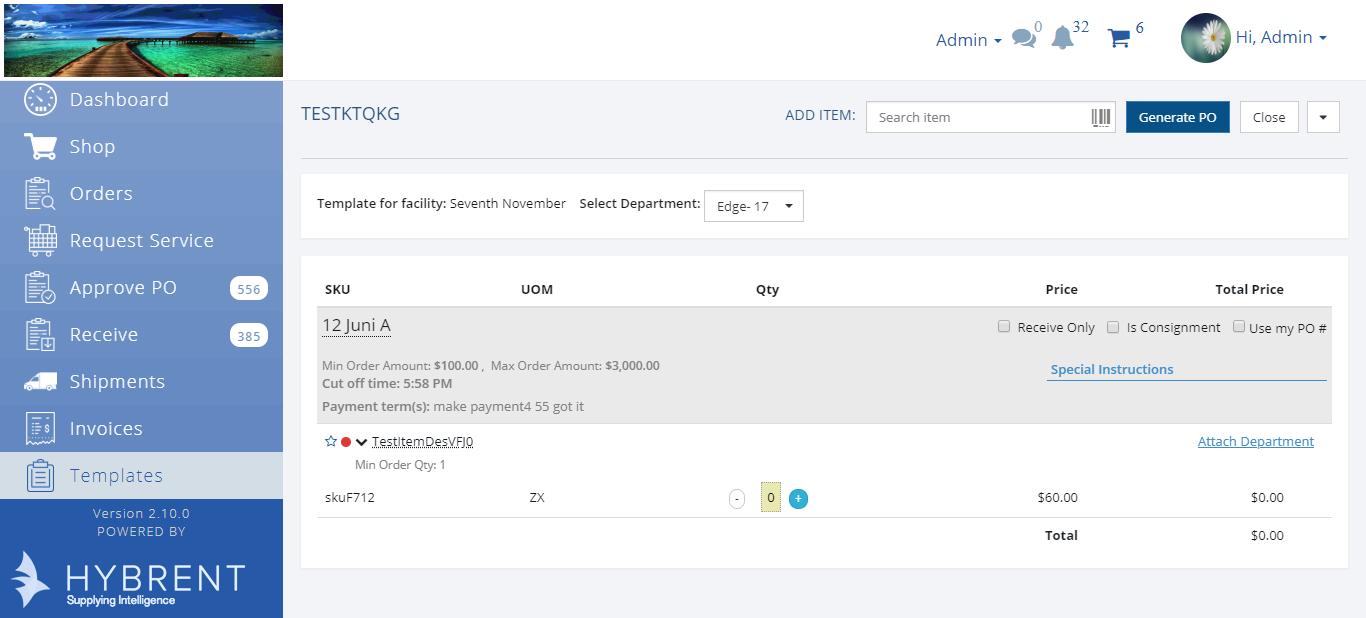 Admin 0 32 6 Hi, Admin
Dashboard
Shop
Orders
Request Service
Approve PO 556
Receive 385
Shipments
Invoices
Templates
Version 2.10.0
POWERED BY
HYBRENT
Supplying Intelligence
TESTKTQKG ADD ITEM: Search item Generate PO Close
Template for facility: Seventh November Select Department: Edge- 17
SKU UOM Qty Price Total Price
12 Juni A Receive Only Is Consignment Use my PO #
Min Order Amount: $100.00 , Max Order Amount: $3,000.00
Special Instructions
Cut off time: 5:58 PM
Payment term(s): make payment4 55 got it
TestItemDesVFJ0 Attach Department
Min Order Qty: 1
skuF712 ZX - 0 + $60.00 $0.00
Total $0.00